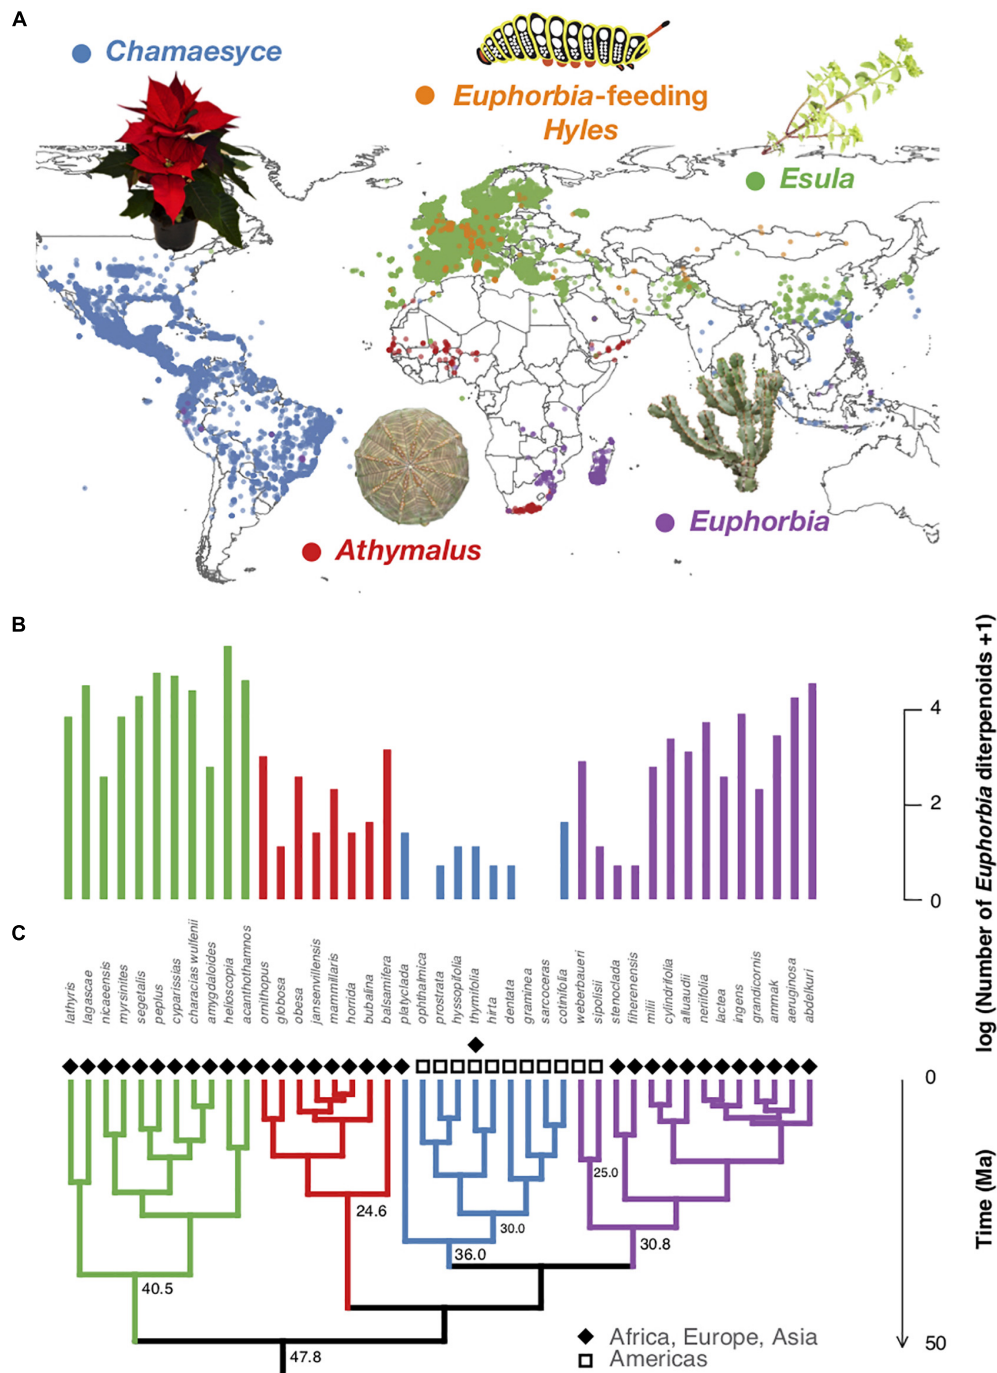 A
Chamaesyce
Euphorbia-feeding
Hyles
Esula
Euphorbia
Athymalus
B
log (Number of Euphorbia diterpenoids +1)
4
2
0
C
lathyris
lagascae
nicaeensis
myrsinites
segetalis
peplus
cyparissias
characias wulfenii
amygdaloides
helioscopia
acanthothamnos
ornithopus
globosa
obesa
jansenvillensis
mammillaris
horrida
bubalina
balsamifera
platyclada
ophthalmica
prostrata
hyssopifolia
thymifolia
hirta
dentata
graminea
sarcoceras
cotinifolia
weberbaueri
sipolisii
stenoclada
fiherenensis
milii
cylindrifolia
alluaudii
neriifolia
lactea
ingens
grandicornis
ammak
aeruginosa
abdelkuri
0
Time (Ma)
25.0
24.6
30.0
30.8
36.0
40.5
Africa, Europe, Asia
50
47.8
Americas